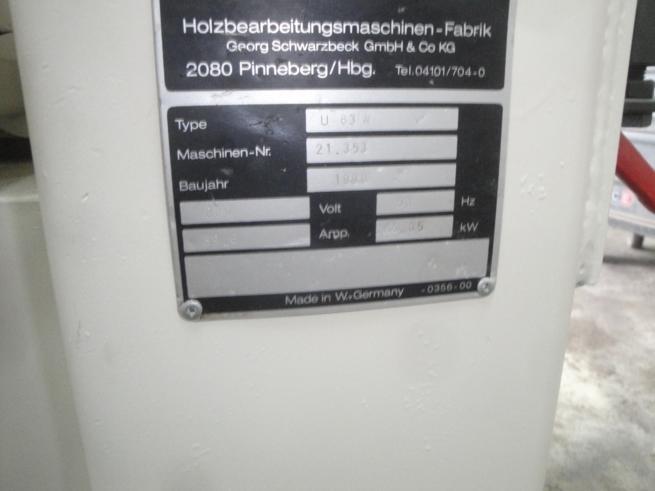 Holzbearbeitungsmaschinen-Fabrik
Georg Schwarzbeck GmbH & Co KG
2080 Pinneberg/Hbg. Tel.04101/704-0
Type U 83
Maschinen-Nr. 21.353
Baujahr
Volt Hz
Amp. kW
Made in W.-Germany -0356-00